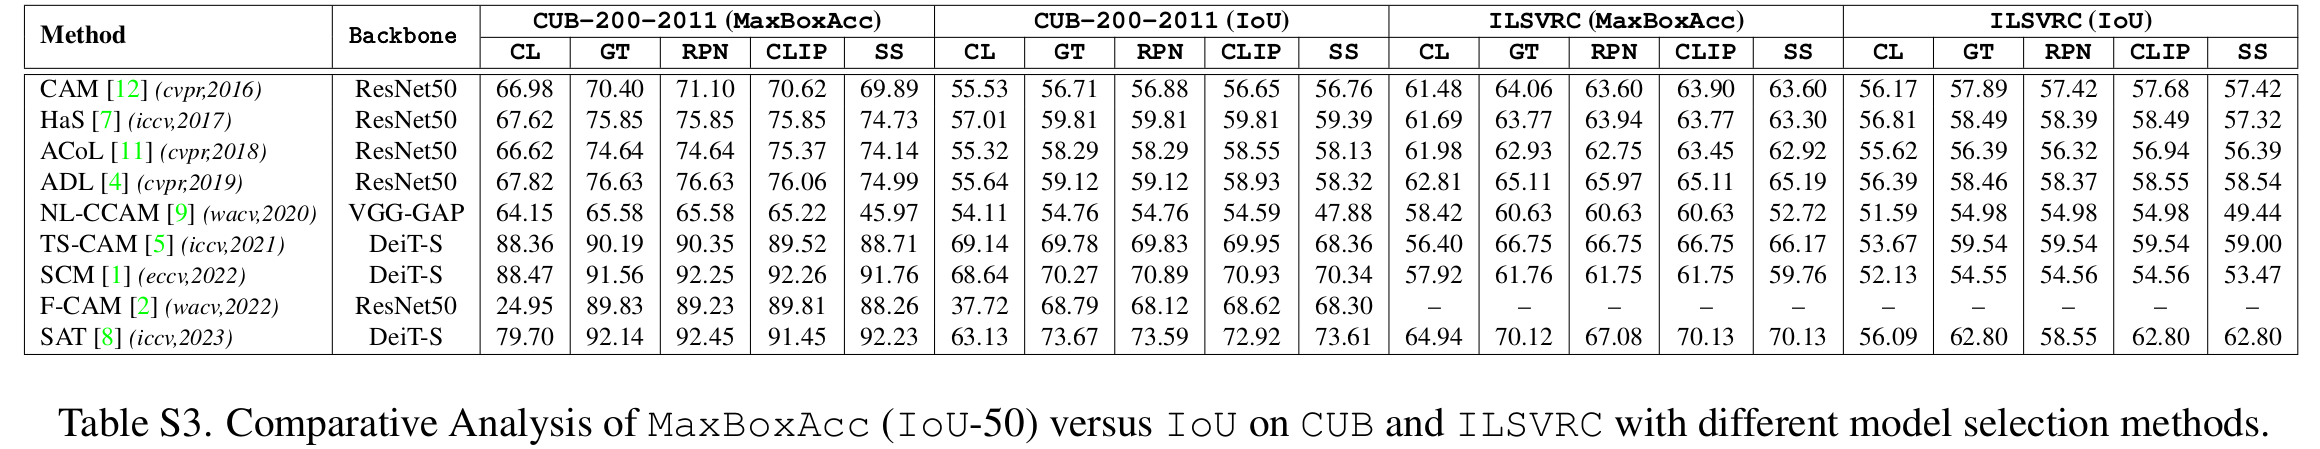 Method Backbone CUB-200-2011 (MaxBoxAcc) CUB-200-2011 (IoU) ILSVRC (MaxBoxAcc) ILSVRC (IoU)
CL GT RPN CLIP SS CL GT RPN CLIP SS CL GT RPN CLIP SS CL GT RPN CLIP SS
CAM [12] (cvpr,2016) ResNet50 66.98 70.40 71.10 70.62 69.89 55.53 56.71 56.88 56.65 56.76 61.48 64.06 63.60 63.90 63.60 56.17 57.89 57.42 57.68 57.42
HaS [7] (iccv,2017) ResNet50 67.62 75.85 75.85 75.85 74.73 57.01 59.81 59.81 59.81 59.39 61.69 63.77 63.94 63.77 63.30 56.81 58.49 58.39 58.49 57.32
ACoL [11] (cvpr,2018) ResNet50 66.62 74.64 74.64 75.37 74.14 55.32 58.29 58.29 58.55 58.13 61.98 62.93 62.75 63.45 62.92 55.62 56.39 56.32 56.94 56.39
ADL [4] (cvpr,2019) ResNet50 67.82 76.63 76.63 76.06 74.99 55.64 59.12 59.12 58.93 58.32 62.81 65.11 65.97 65.11 65.19 56.39 58.46 58.37 58.55 58.54
NL-CCAM [9] (wacv,2020) VGG-GAP 64.15 65.58 65.58 65.22 45.97 54.11 54.76 54.76 54.59 47.88 58.42 60.63 60.63 60.63 52.72 51.59 54.98 54.98 54.98 49.44
TS-CAM [5] (iccv,2021) DeiT-S 88.36 90.19 90.35 89.52 88.71 69.14 69.78 69.83 69.95 68.36 56.40 66.75 66.75 66.75 66.17 53.67 59.54 59.54 59.54 59.00
SCM [1] (eccv,2022) DeiT-S 88.47 91.56 92.25 92.26 91.76 68.64 70.27 70.89 70.93 70.34 57.92 61.76 61.75 61.75 59.76 52.13 54.55 54.56 54.56 53.47
F-CAM [2] (wacv,2022) ResNet50 24.95 89.83 89.23 89.81 88.26 37.72 68.79 68.12 68.62 68.30 – – – – – – – – – –
SAT [8] (iccv,2023) DeiT-S 79.70 92.14 92.45 91.45 92.23 63.13 73.67 73.59 72.92 73.61 64.94 70.12 67.08 70.13 70.13 56.09 62.80 58.55 62.80 62.80
Table S3. Comparative Analysis of MaxBoxAcc (IoU-50) versus IoU on CUB and ILSVRC with different model selection methods.